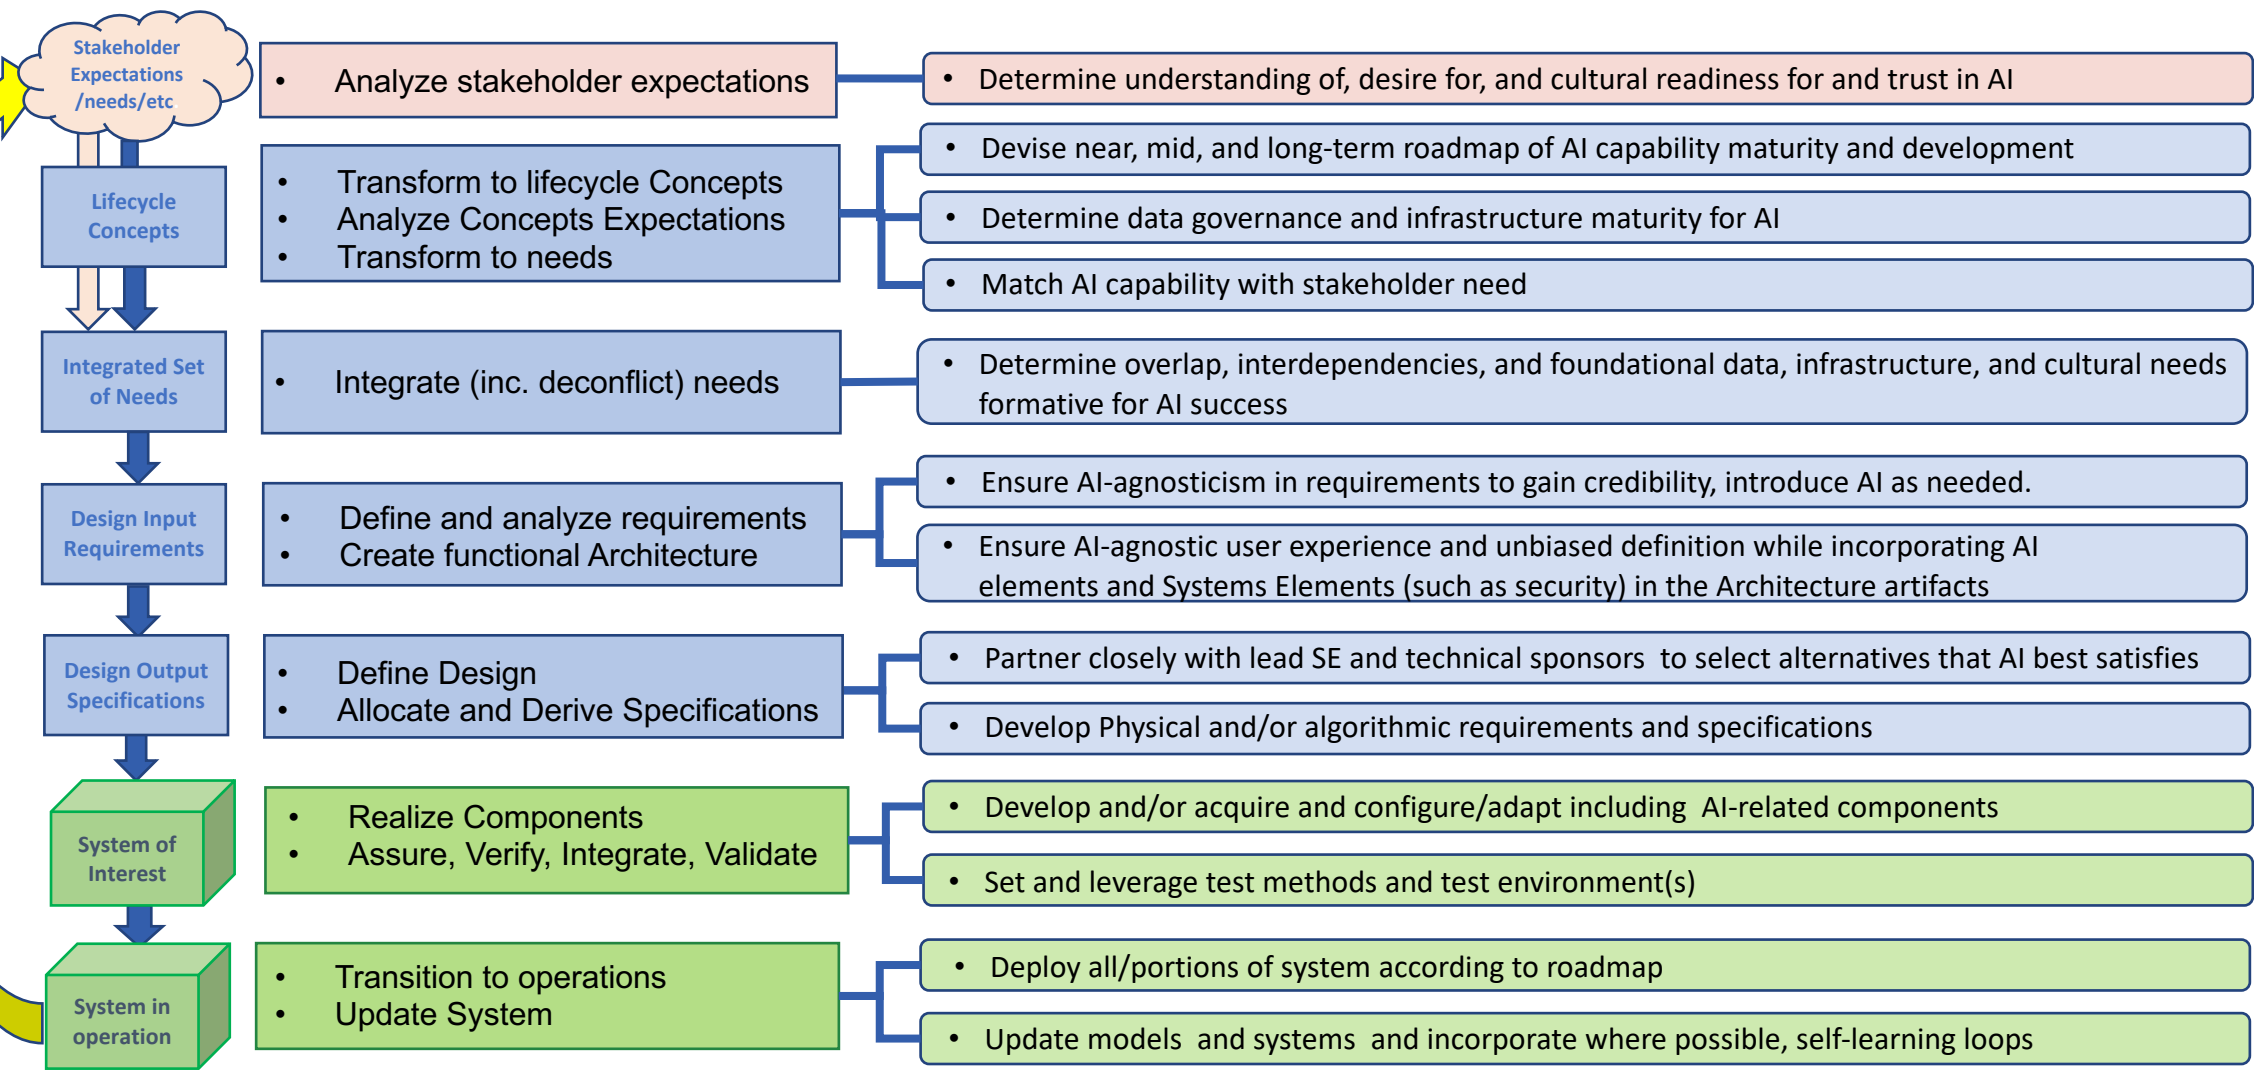 Stakeholder
Expectations
/needs/etc
• Analyze stakeholder expectations
• Determine understanding of, desire for, and cultural readiness for and trust in AI
Lifecycle
Concepts
• Transform to lifecycle Concepts
• Analyze Concepts Expectations
• Transform to needs
• Devise near, mid, and long-term roadmap of AI capability maturity and development
• Determine data governance and infrastructure maturity for AI
• Match AI capability with stakeholder need
Integrated Set
of Needs
• Integrate (inc. deconflict) needs
• Determine overlap, interdependencies, and foundational data, infrastructure, and cultural needs
formative for AI success
Design Input
Requirements
• Define and analyze requirements
• Create functional Architecture
• Ensure AI-agnosticism in requirements to gain credibility, introduce AI as needed.
• Ensure AI-agnostic user experience and unbiased definition while incorporating AI
elements and Systems Elements (such as security) in the Architecture artifacts
Design Output
Specifications
• Define Design
• Allocate and Derive Specifications
• Partner closely with lead SE and technical sponsors to select alternatives that AI best satisfies
• Develop Physical and/or algorithmic requirements and specifications
System of
Interest
• Realize Components
• Assure, Verify, Integrate, Validate
• Develop and/or acquire and configure/adapt including AI-related components
• Set and leverage test methods and test environment(s)
System in
operation
• Transition to operations
• Update System
• Deploy all/portions of system according to roadmap
• Update models and systems and incorporate where possible, self-learning loops